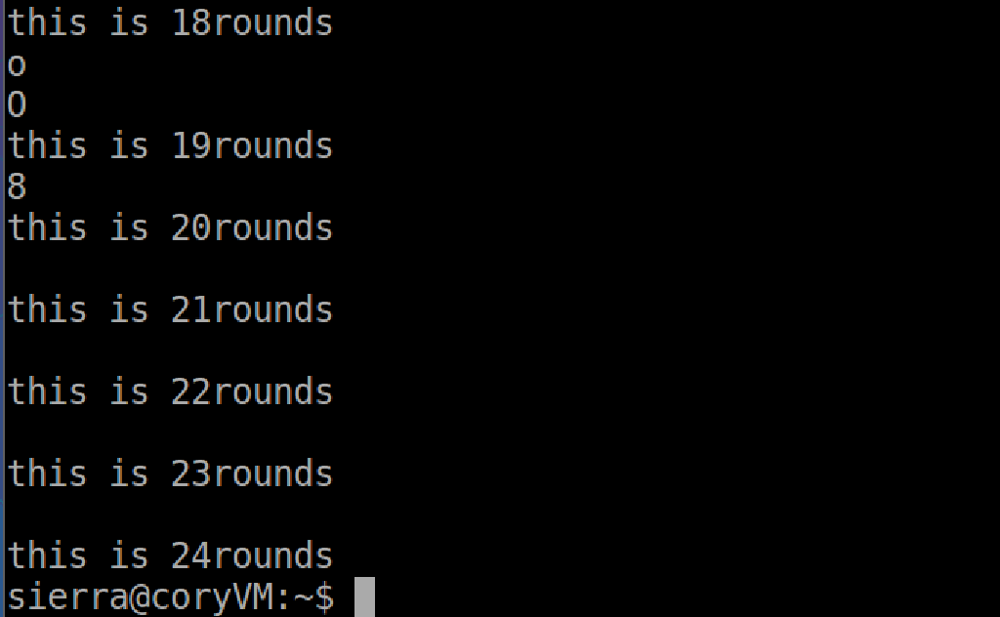 this is 18rounds
o
0
this is 19rounds
8
this is 20rounds
this is 21rounds
this is 22rounds
this is 23rounds
this is 24rounds
sierra@coryVM:~$